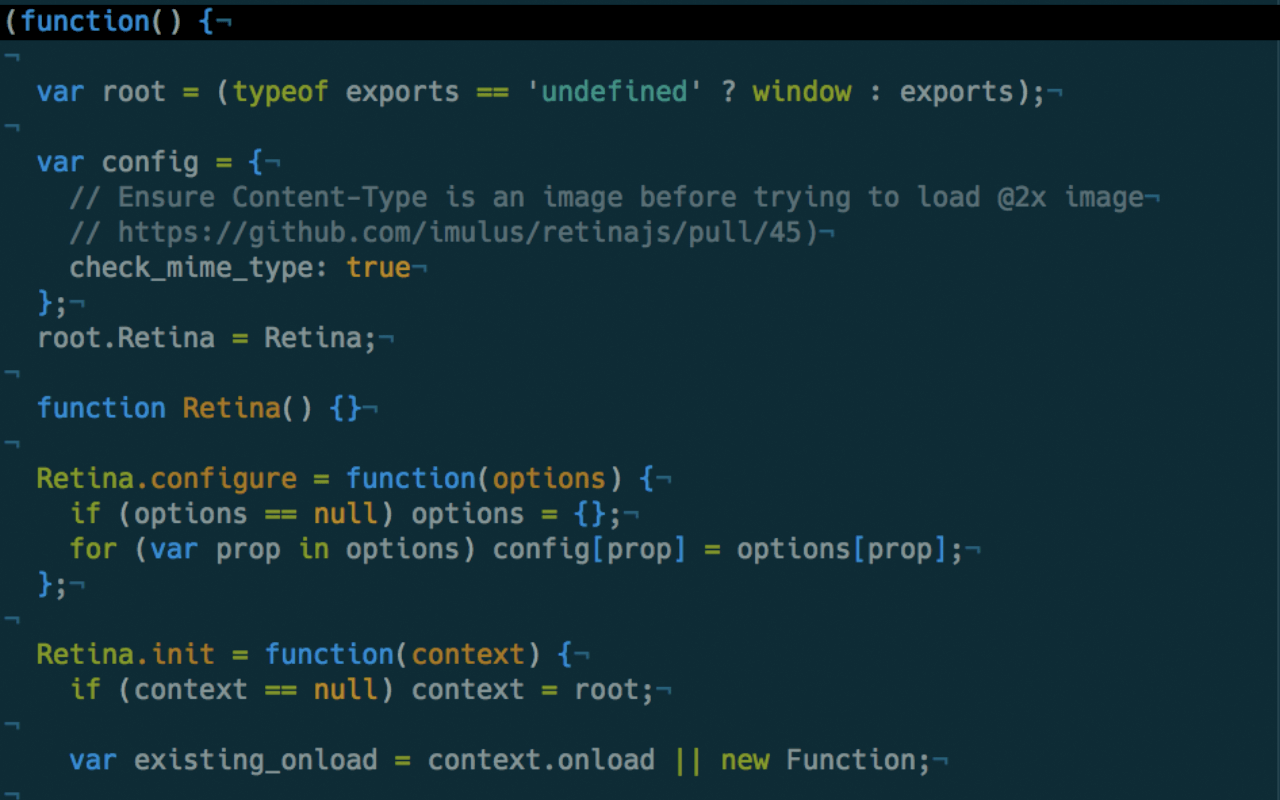 (function() {¬
¬
  var root = (typeof exports == 'undefined' ? window : exports);¬
¬
  var config = {¬
    // Ensure Content-Type is an image before trying to load @2x image¬
    // https://github.com/imulus/retinajs/pull/45)¬
    check_mime_type: true¬
  };¬
  root.Retina = Retina;¬
¬
  function Retina() {}¬
¬
  Retina.configure = function(options) {¬
    if (options == null) options = {};¬
    for (var prop in options) config[prop] = options[prop];¬
  };¬
¬
  Retina.init = function(context) {¬
    if (context == null) context = root;¬
¬
    var existing_onload = context.onload || new Function;¬
¬